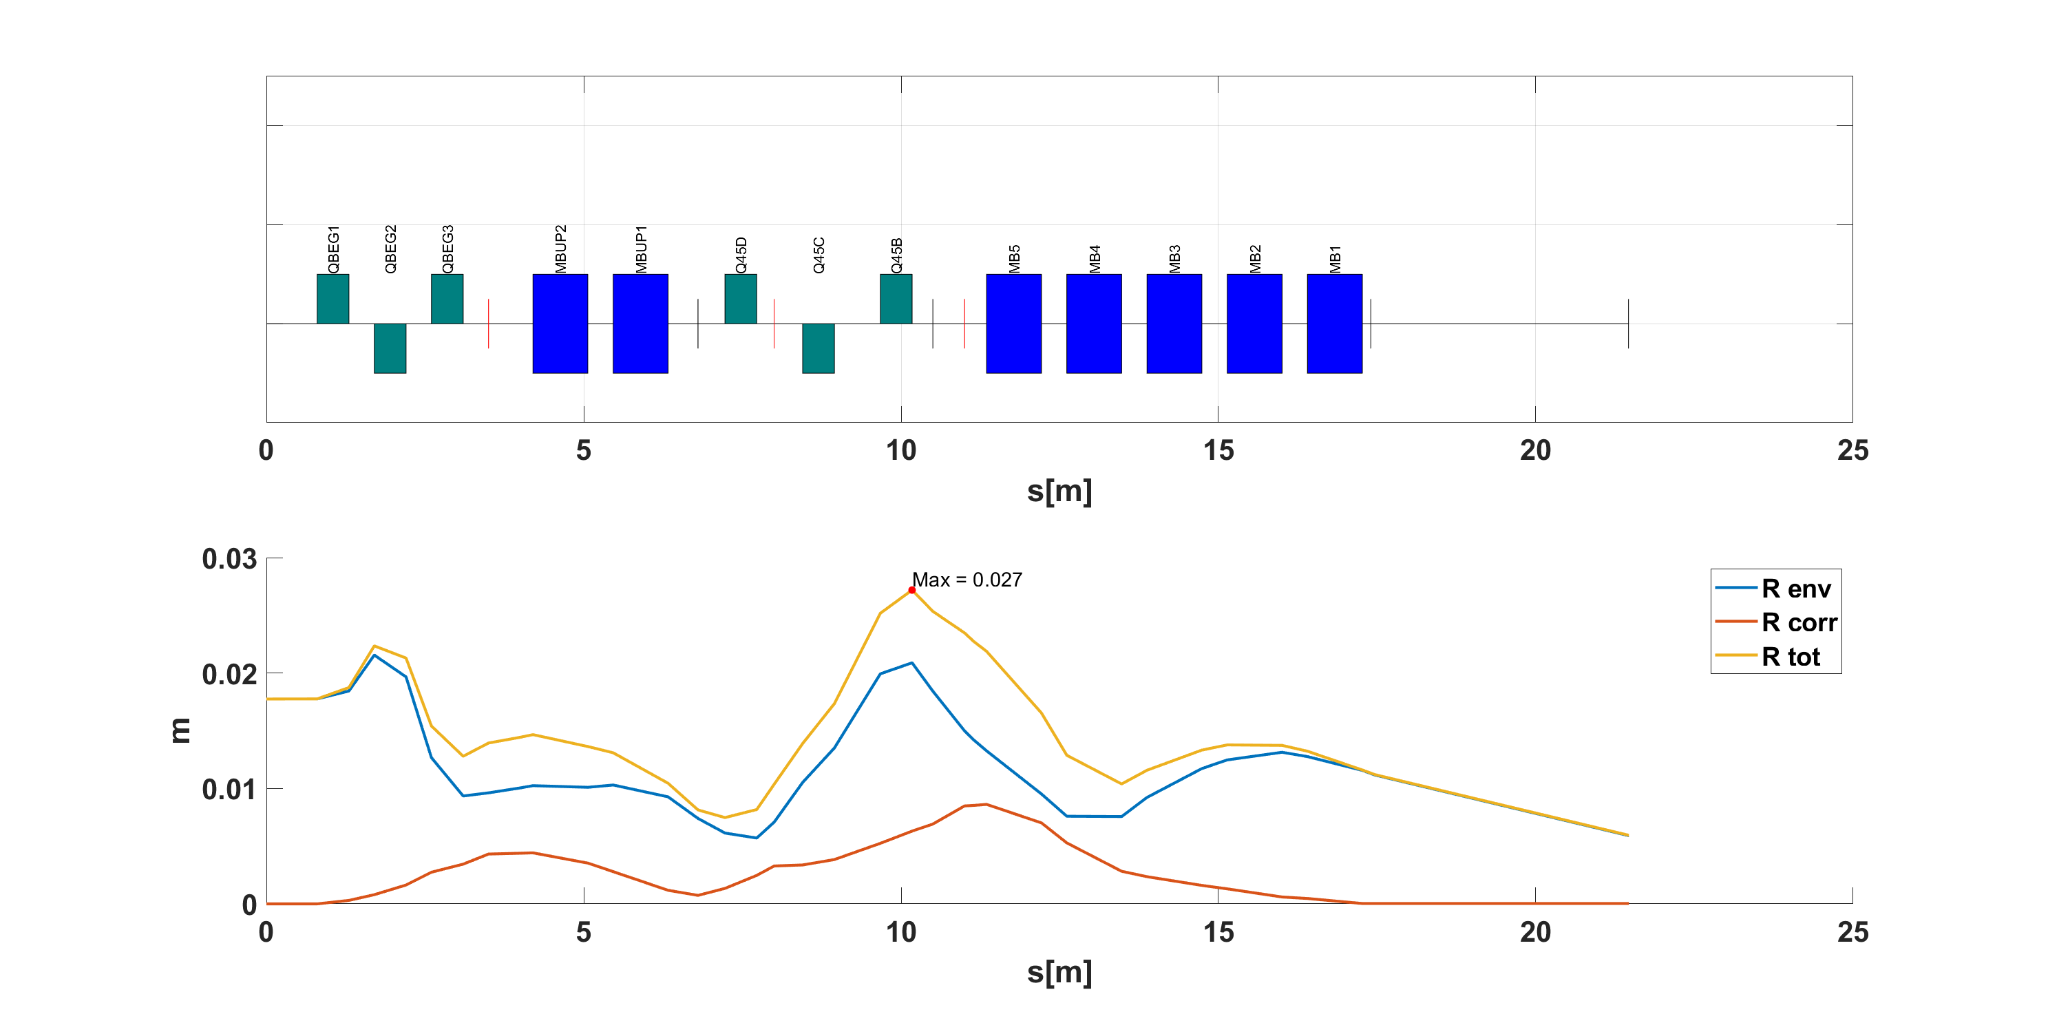 QBEG1
QBEG2
QBEG3
MBUP2
MBUP1
Q45D
Q45C
Q45B
MB5
MB4
MB3
MB2
MB1
0 5 10 15 20 25
s[m]
0.03
0.02
0.01
0
m
Max = 0.027
R env
R corr
R tot
0 5 10 15 20 25
s[m]